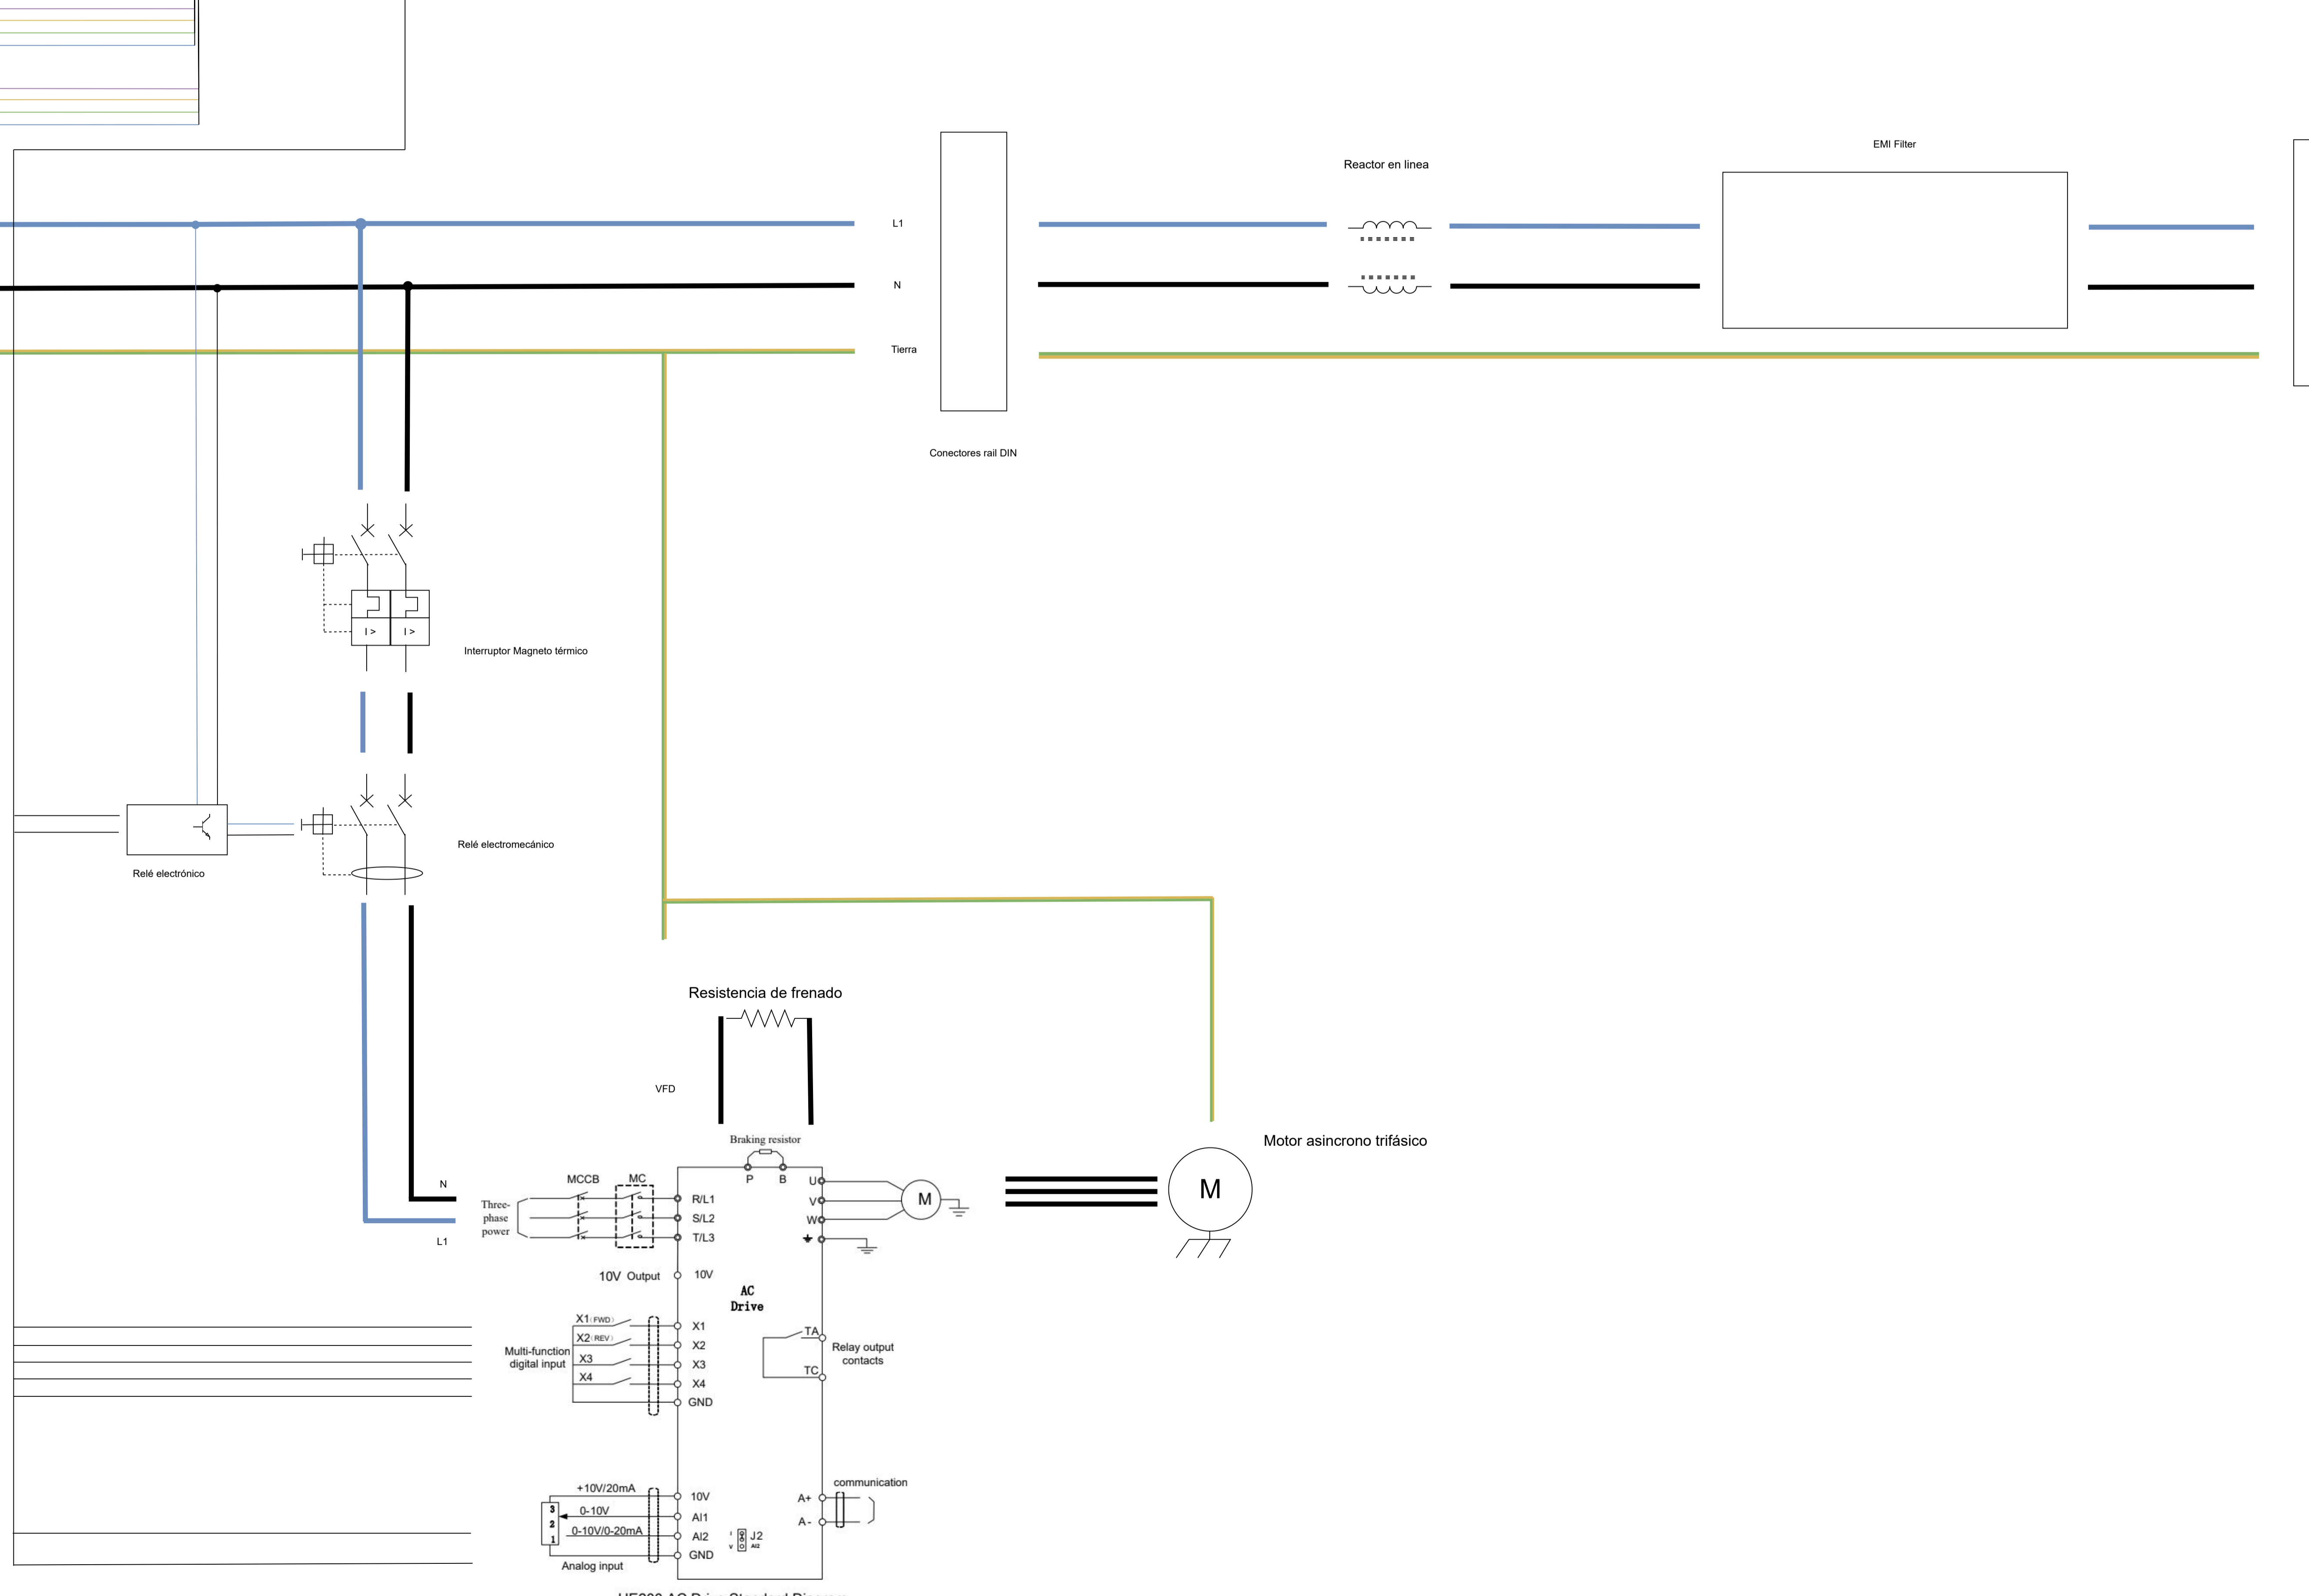 EMI Filter
Reactor en linea
L1
N
Tierra
Conectores rail DIN
I >
I >
Interruptor Magneto térmico
Relé electromecánico
Relé electrónico
Resistencia de frenado
VFD
Braking resistor
Motor asincrono trifásico
P
B
MCCB
MC
U
V
W
M
M
N
L1
Three-
phase
power
R/L1
S/L2
T/L3
10V Output
10V
AC
Drive
X1(FWD)
X2(REV)
X3
X4
Multi-function
digital input
X1
X2
X3
X4
GND
TA
TC
Relay output
contacts
communication
+10V/20mA
0-10V
0-10V/0-20mA
3
2
1
Analog input
10V
AI1
AI2
GND
I
V
J2
AI2
A+
A-